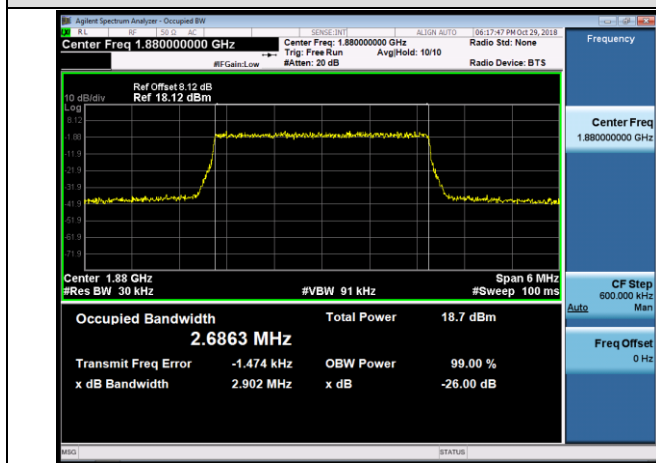 Agilent Spectrum Analyzer - Occupied BW
RL RF 50 Ω AC SENSE:INT ALIGN AUTO 06:17:47 PM Oct 29, 2018
Center Freq 1.880000000 GHz Center Freq: 1.880000000 GHz Radio Std: None Frequency
Trig: Free Run Avg|Hold: 10/10
#IFGain:Low #Atten: 20 dB Radio Device: BTS
Ref Offset 8.12 dB
10 dB/div Ref 18.12 dBm
Log
8.12
-1.88
-11.9
-21.9
-31.9
-41.9
-51.9
-61.9
-71.9
Center Freq
1.880000000 GHz
Center 1.88 GHz Span 6 MHz
#Res BW 30 kHz #VBW 91 kHz #Sweep 100 ms
CF Step
600.000 kHz
Auto Man
Occupied Bandwidth Total Power 18.7 dBm
2.6863 MHz
Freq Offset
0 Hz
Transmit Freq Error -1.474 kHz OBW Power 99.00 %
x dB Bandwidth 2.902 MHz x dB -26.00 dB
MSG STATUS